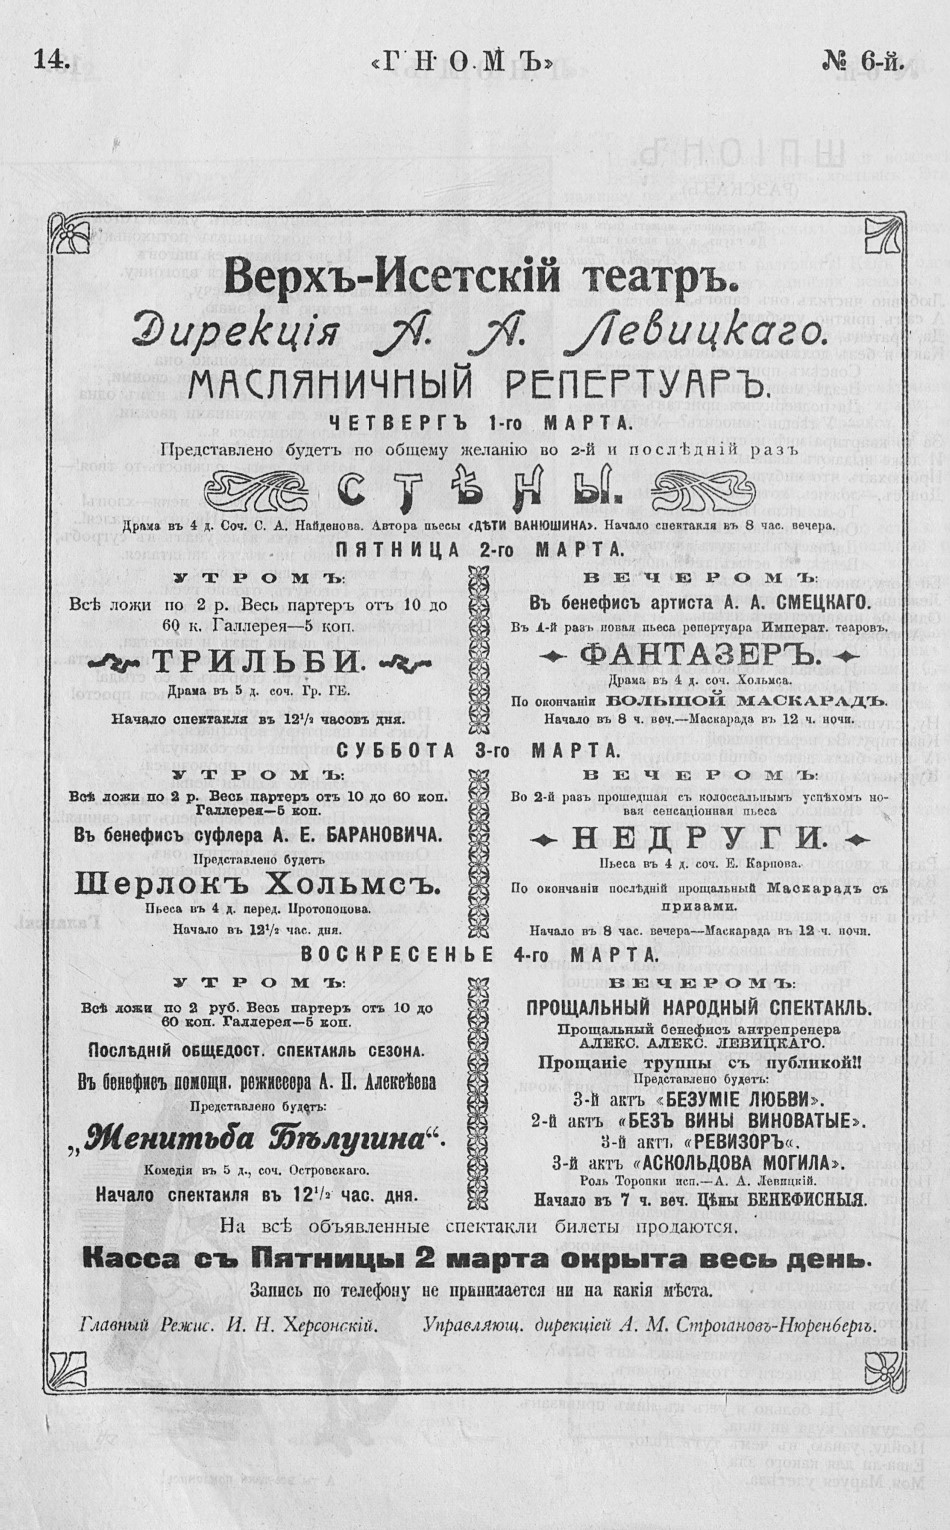 14.
«ГНОМЪ»
№ 6-й.
Верхъ-Исетскій театръ.
Дирекція А. А. Левицкаго.
МАСЛЯНИЧНЫЙ РЕПЕРТУАРЪ.
ЧЕТВЕРГЪ 1-го МАРТА.
Представлено будетъ по общему желанію во 2-й и послѣдній разъ
СТѢНЫ.
Драма въ 4 д. Соч. С. А. Найденова. Автора пьесы «ДѢТИ ВАНЮШИНА». Начало спектакля въ 8 час. вечера.
ПЯТНИЦА 2-го МАРТА.
УТРОМЪ:
Всѣ ложи по 2 р. Весь партеръ отъ 10 до
60 к. Галлерея—5 коп.
ТРИЛЬБИ.
Драма въ 5 д. соч. Гр. ГЕ.
Начало спектакля въ 12¹/₂ часовъ дня.
ВЕЧЕРОМЪ:
Въ бенефисъ артиста А. А. СМЕЦКАГО.
Въ 1-й разъ новая пьеса репертуара Императ. теаровъ.
ФАНТАЗЕРЪ.
Драма въ 4 д. соч. Хольмса.
По окончаніи БОЛЬШОЙ МАСКАРАДЪ.
Начало въ 8 ч. веч.—Маскарада въ 12 ч. ночи.
СУББОТА 3-го МАРТА.
УТРОМЪ:
Всѣ ложи по 2 р. Весь партеръ отъ 10 до 60 коп.
Галлерея—5 коп.
Въ бенефисъ суфлера А. Е. БАРАНОВИЧА.
Представлено будетъ
Шерлокъ Хольмсъ.
Пьеса въ 4 д. перед. Протопопова.
Начало въ 12¹/₂ час. дня.
ВЕЧЕРОМЪ:
Во 2-й разъ прошедшая съ колоссальнымъ успѣхомъ но-
вая сенсаціонная пьеса
НЕДРУГИ.
Пьеса въ 4 д. соч. Е. Карпова.
По окончаніи послѣдній прощальный Маскарадъ съ
призами.
Начало въ 8 час. вечера—Маскарада въ 12 ч. ночи.
ВОСКРЕСЕНЬЕ 4-го МАРТА.
УТРОМЪ:
Всѣ ложи по 2 руб. Весь партеръ отъ 10 до
60 коп. Галлерея—5 коп.
Послѣдній общедост. спектакль сезона.
Въ бенефисъ помощн. режиссора А. П. Алекѣева
Представлено будетъ:
„Женитьба Бѣлугина“.
Комедія въ 5 д., соч. Островскаго.
Начало спектакля въ 12¹/₂ час. дня.
ВЕЧЕРОМЪ:
ПРОЩАЛЬНЫЙ НАРОДНЫЙ СПЕКТАКЛЬ.
Прощальный бенефисъ антрепренера
АЛЕКС. АЛЕКС. ЛЕВИЦКАГО.
Прощаніе труппы съ публикой!!
Представлено будетъ:
3-й актъ «БЕЗУМІЕ ЛЮБВИ».
2-й актъ «БЕЗЪ ВИНЫ ВИНОВАТЫЕ».
3-й актъ «РЕВИЗОРЪ“.
3-й актъ «АСКОЛЬДОВА МОГИЛА».
Роль Торопки исп.—А. А. Левицкій.
Начало въ 7 ч. веч. Цѣны БЕНЕФИСНЫЯ.
На всѣ объявленные спектакли билеты продаются.
Касса съ Пятницы 2 марта окрыта весь день.
Запись по телефону не принимается ни на какія мѣста.
Главный Режис. И. Н. Херсонскій.
Управляющ. дирекціей А. М. Строгановъ-Нюренбергъ.